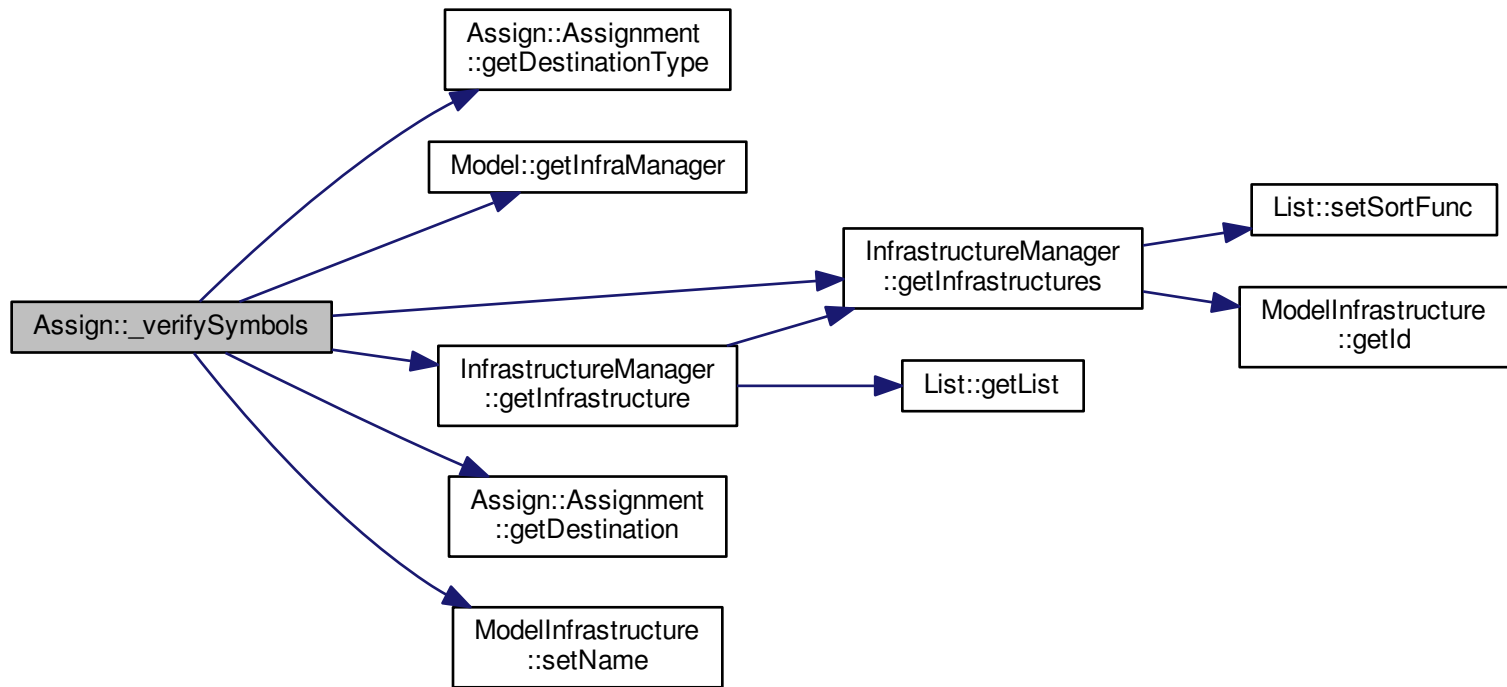 Assign::_verifySymbols
Assign::Assignment
::getDestinationType
Model::getInfraManager
InfrastructureManager
::getInfrastructures
InfrastructureManager
::getInfrastructure
Assign::Assignment
::getDestination
ModelInfrastructure
::setName
List::setSortFunc
ModelInfrastructure
::getId
List::getList